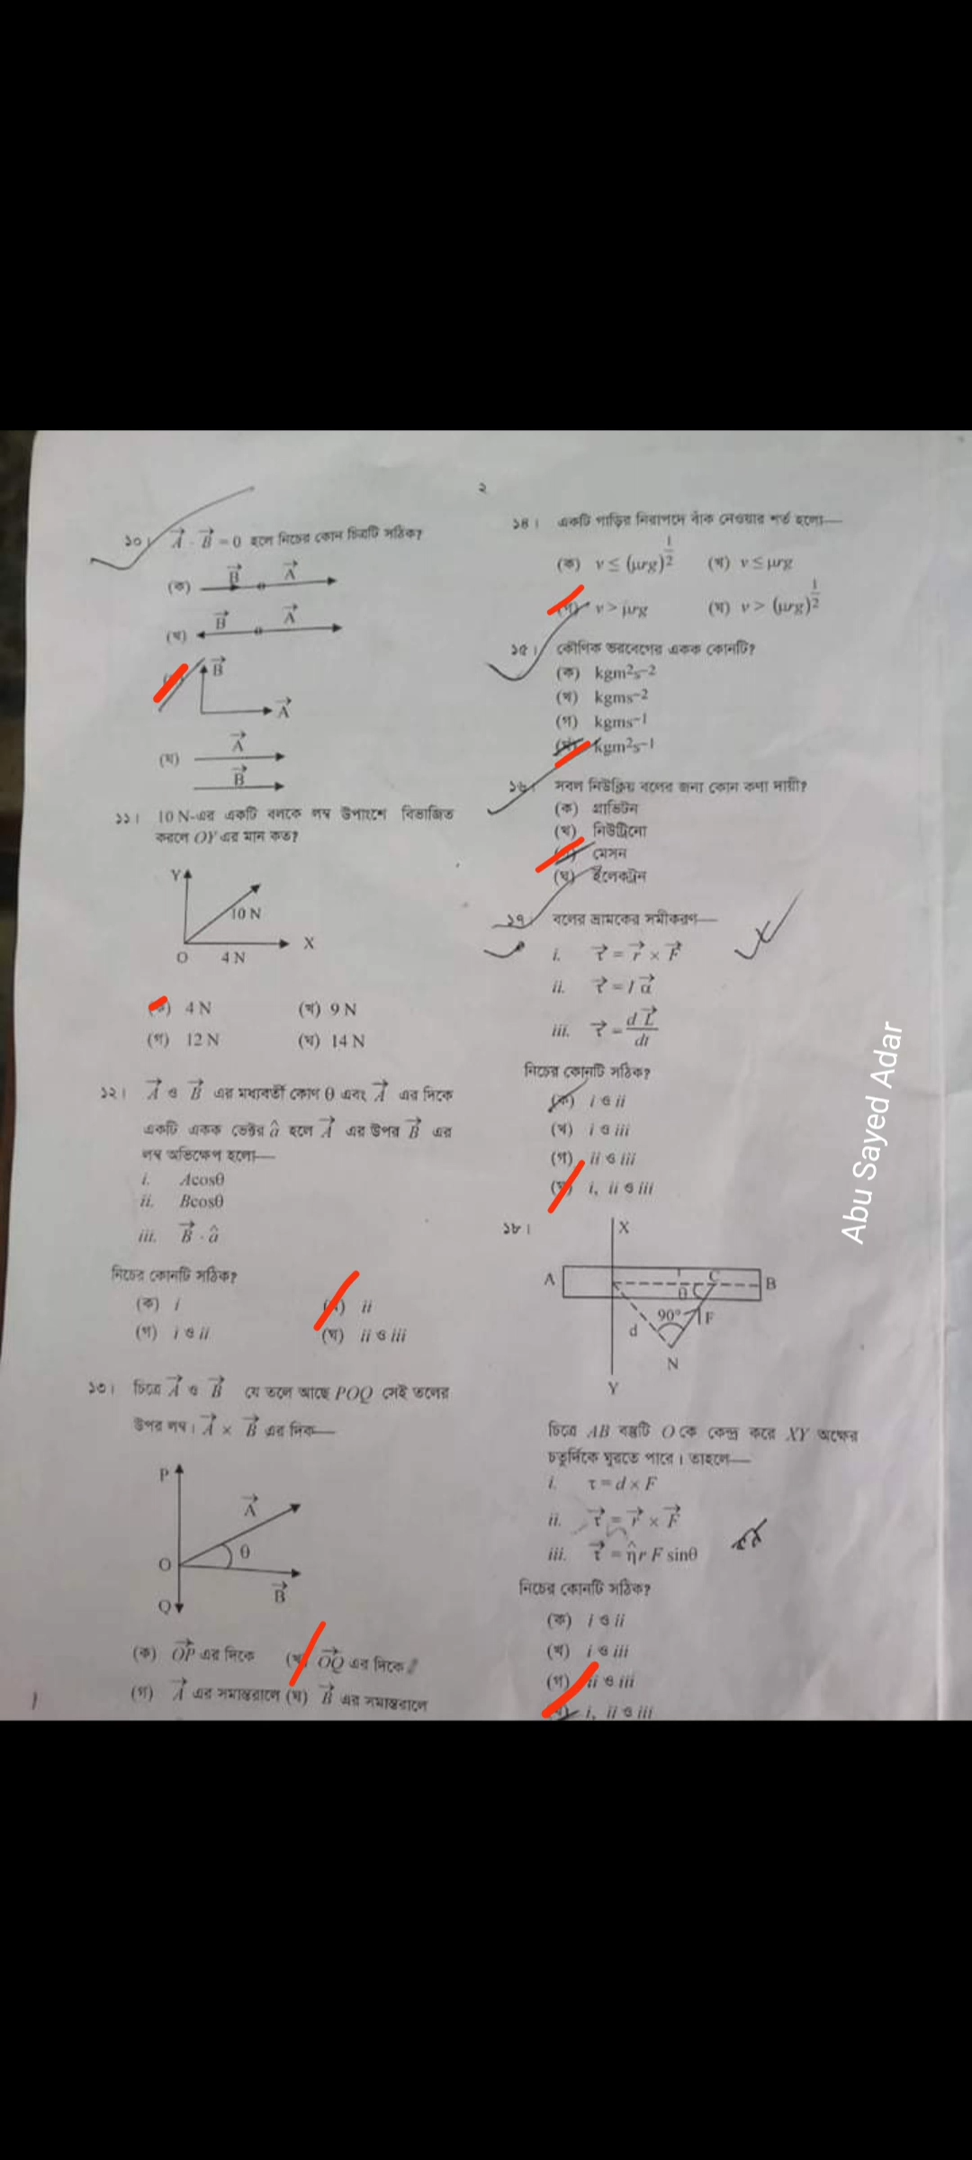 ২
১০। A · B = 0 হলে নিচের কোন চিত্রটি সঠিক?
(ক) B A
(খ) B A
B
A
(ঘ) A
B
১১। 10 N-এর একটি বলকে লম্ব উপাংশে বিভাজিত
করলে OY এর মান কত?
Y
10 N
X
O 4 N
(ক) 4 N (খ) 9 N
(গ) 12 N (ঘ) 14 N
১২। A ও B এর মধ্যবর্তী কোণ θ এবং A এর দিকে
একটি একক ভেক্টর â হলে A এর উপর B এর
লম্ব অভিক্ষেপ হলো—
i. Acosθ
ii. Bcosθ
iii. B · â
নিচের কোনটি সঠিক?
(ক) i ii
(গ) i ও ii (ঘ) ii ও iii
১৩। চিত্রে A ও B যে তলে আছে POQ সেই তলের
উপর লম্ব। A × B এর দিক—
P
A
O θ
B
Q
(ক) OP এর দিকে (খ) OQ এর দিকে
(গ) A এর সমান্তরালে (ঘ) B এর সমান্তরালে
১৪। একটি গাড়ির নিরাপদে বাঁক নেওয়ার শর্ত হলো—
(ক) v ≤ (μrg)^½ (খ) v ≤ μrg
(গ) v > μrg (ঘ) v > (μrg)^½
১৫। কৌণিক ভরবেগের একক কোনটি?
(ক) kgm²s⁻²
(খ) kgms⁻²
(গ) kgms⁻¹
(ঘ) kgm²s⁻¹
১৬। সবল নিউক্লিয় বলের জন্য কোন কণা দায়ী?
(ক) গ্রাভিটন
(খ) নিউট্রিনো
মেসন
(ঘ) ইলেকট্রন
১৭। বলের ভ্রামকের সমীকরণ—
i. τ = r × F
ii. τ = I α
iii. τ = dL/dt
নিচের কোনটি সঠিক?
(ক) i ও ii
(খ) i ও iii
(গ) ii ও iii
(ঘ) i, ii ও iii
১৮।
X
A r C B
θ
90° F
d
N
Y
চিত্রে AB বস্তুটি O কে কেন্দ্র করে XY অক্ষের
চতুর্দিকে ঘুরতে পারে। তাহলে—
i. τ = d × F
ii. τ = r × F
iii. τ = η̂ r F sinθ
নিচের কোনটি সঠিক?
(ক) i ও ii
(খ) i ও iii
(গ) ii ও iii
(ঘ) i, ii ও iii
Abu Sayed Adar